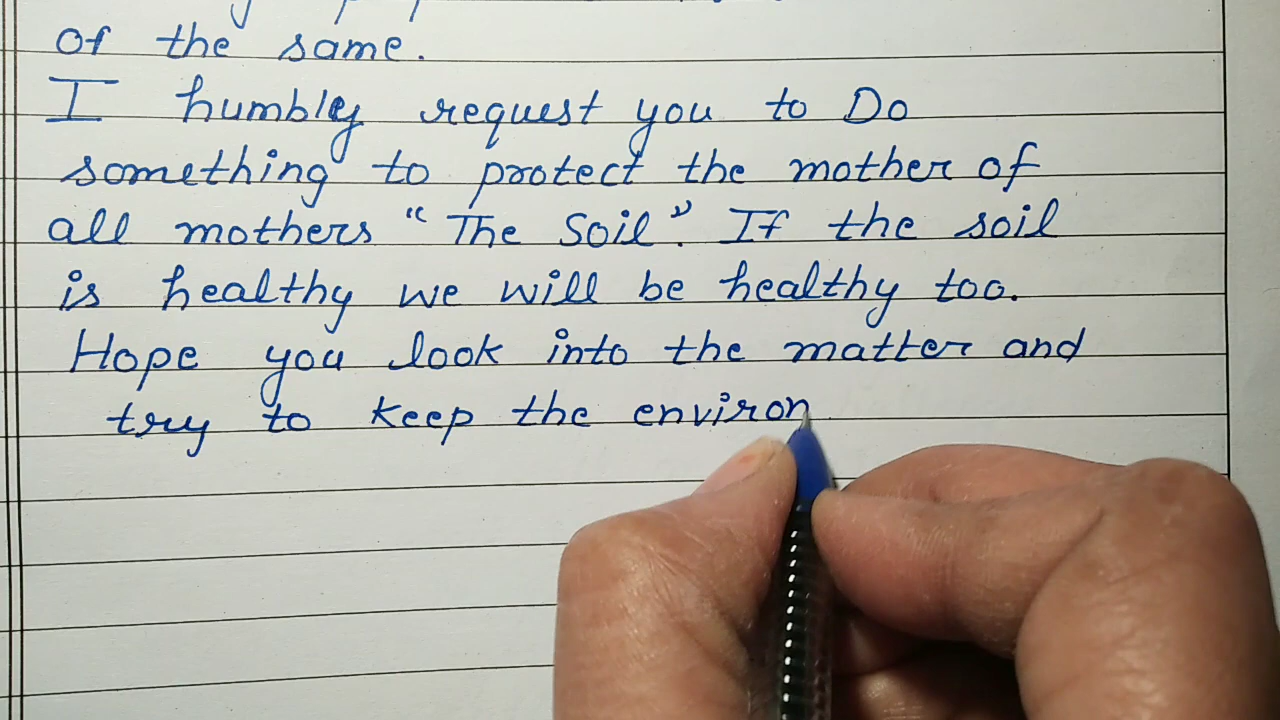 of the same.
I humbley request you to Do
something to protect the mother of
all mothers "The Soil". If the soil
is healthy we will be healthy too.
Hope you look into the matter and
try to keep the environ